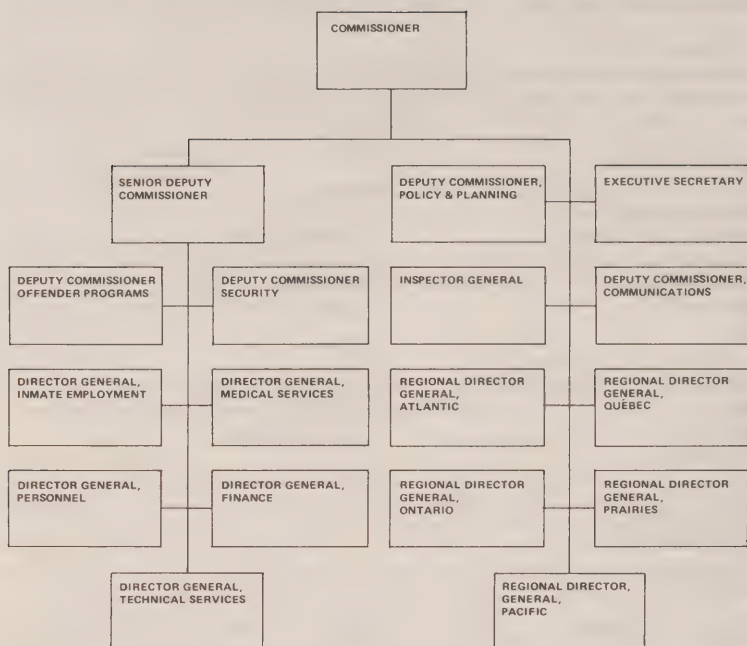 COMMISSIONER
SENIOR DEPUTY
COMMISSIONER
DEPUTY COMMISSIONER,
POLICY & PLANNING
EXECUTIVE SECRETARY
DEPUTY COMMISSIONER
OFFENDER PROGRAMS
DEPUTY COMMISSIONER
SECURITY
INSPECTOR GENERAL
DEPUTY COMMISSIONER,
COMMUNICATIONS
DIRECTOR GENERAL,
INMATE EMPLOYMENT
DIRECTOR GENERAL,
MEDICAL SERVICES
REGIONAL DIRECTOR
GENERAL,
ATLANTIC
REGIONAL DIRECTOR
GENERAL,
QUÉBEC
DIRECTOR GENERAL,
PERSONNEL
DIRECTOR GENERAL,
FINANCE
REGIONAL DIRECTOR
GENERAL,
ONTARIO
REGIONAL DIRECTOR
GENERAL,
PRAIRIES
DIRECTOR GENERAL,
TECHNICAL SERVICES
REGIONAL DIRECTOR,
GENERAL,
PACIFIC